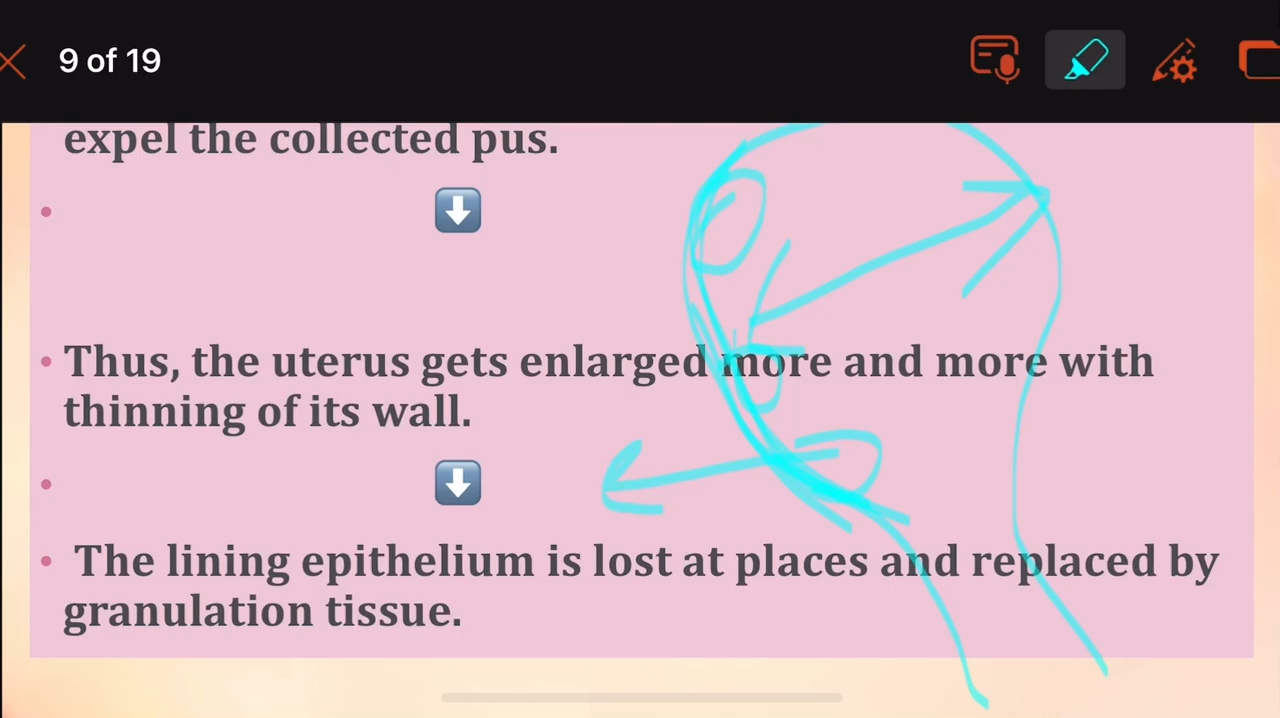 9 of 19
expel the collected pus.
Thus, the uterus gets enlarged more and more with
thinning of its wall.
The lining epithelium is lost at places and replaced by
granulation tissue.